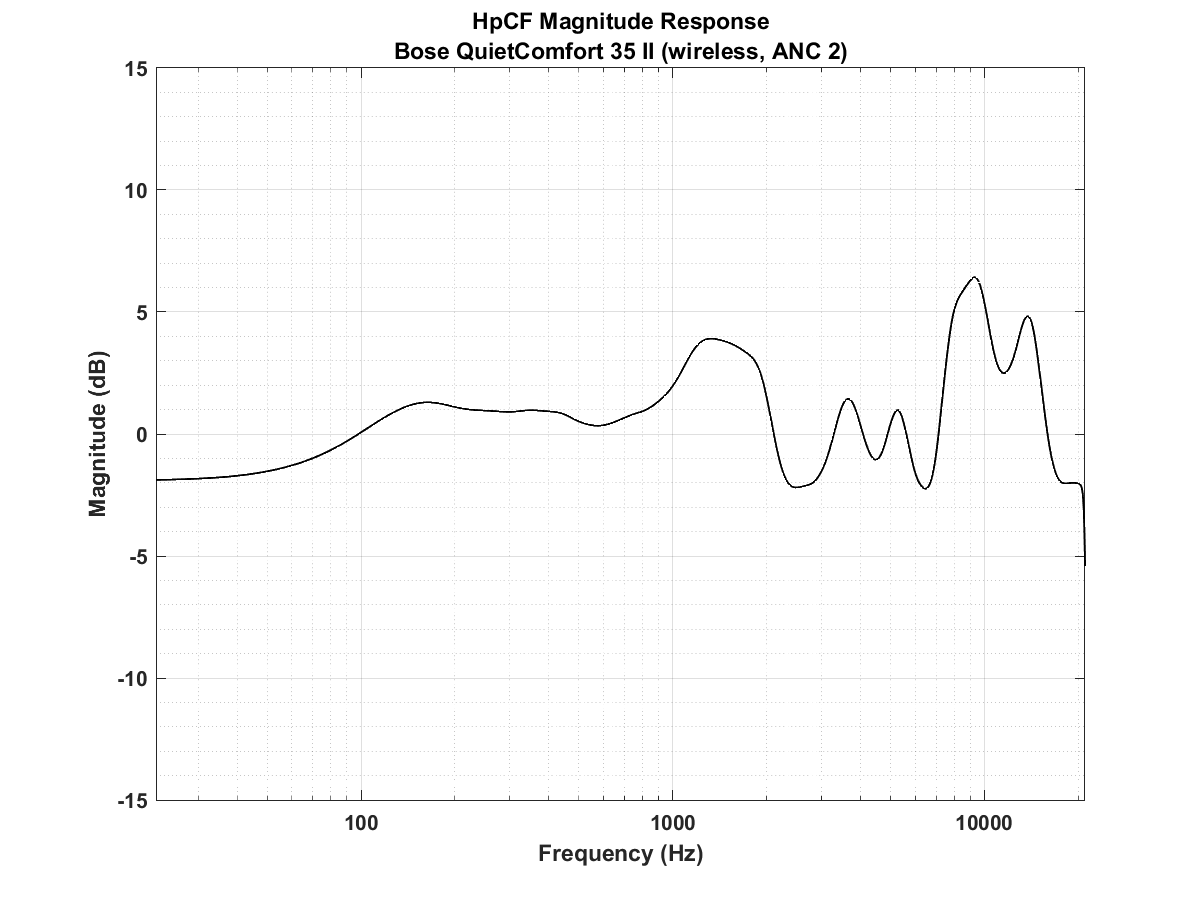 HpCF Magnitude Response
Bose QuietComfort 35 II (wireless, ANC 2)
15
10
5
0
-5
-10
-15
Magnitude (dB)
100
1000
10000
Frequency (Hz)